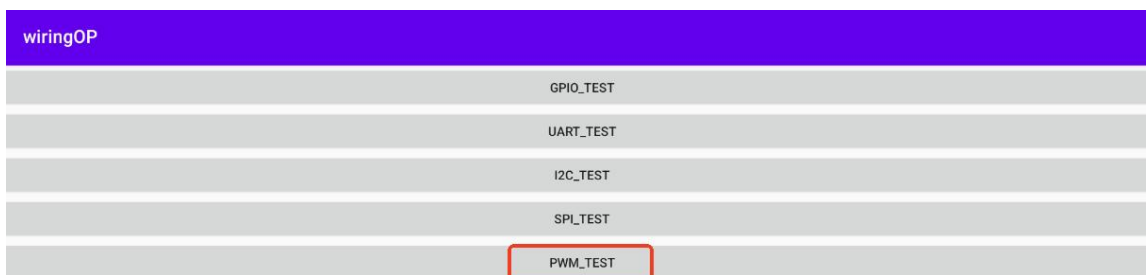 wiringOP
GPIO_TEST
UART_TEST
I2C_TEST
SPI_TEST
PWM_TEST